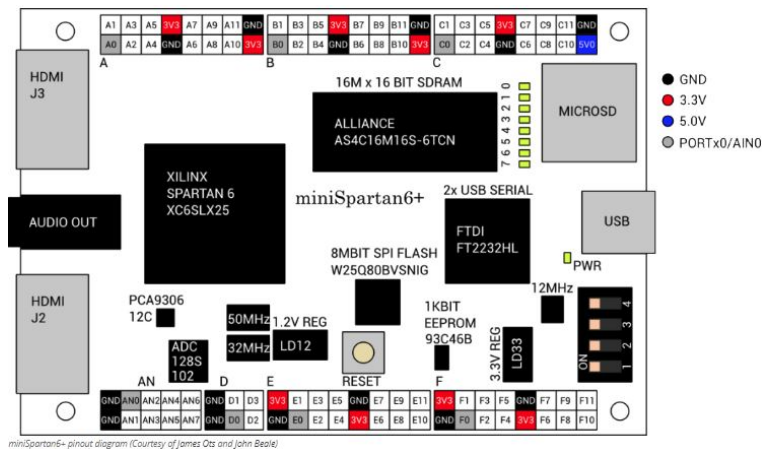 A1 A3 A5 3V3 A7 A9 A11 GND
A0 A2 A4 GND A6 A8 A10 3V3
A
B1 B3 B5 3V3 B7 B9 B11 GND
B0 B2 B4 GND B6 B8 B10 3V3
B
C1 C3 C5 3V3 C7 C9 C11 GND
C0 C2 C4 GND C6 C8 C10 5V0
C
GND
3.3V
5.0V
PORTx0/AIN0
HDMI
J3
16M x 16 BIT SDRAM
ALLIANCE
AS4C16M16S-6TCN
7 6 5 4 3 2 1 0
MICROSD
XILINX
SPARTAN 6
XC6SLX25
miniSpartan6+
2x USB SERIAL
FTDI
FT2232HL
USB
AUDIO OUT
PWR
8MBIT SPI FLASH
W25Q80BVSNIG
HDMI
J2
PCA9306
12C
50MHz
32MHz
1.2V REG
LD12
ADC
128S
102
RESET
1KBIT
EEPROM
93C46B
3.3V REG
LD33
12MHz
ON
4
3
2
1
AN
GND AN0 AN2 AN4 AN6
GND AN1 AN3 AN5 AN7
D
GND D1 D3
GND D0 D2
E
3V3 E1 E3 E5 GND E7 E9 E11
GND E0 E2 E4 3V3 E6 E8 E10
F
3V3 F1 F3 F5 GND F7 F9 F11
GND F0 F2 F4 3V3 F6 F8 F10
miniSpartan6+ pinout diagram (Courtesy of James Ots and John Beale)